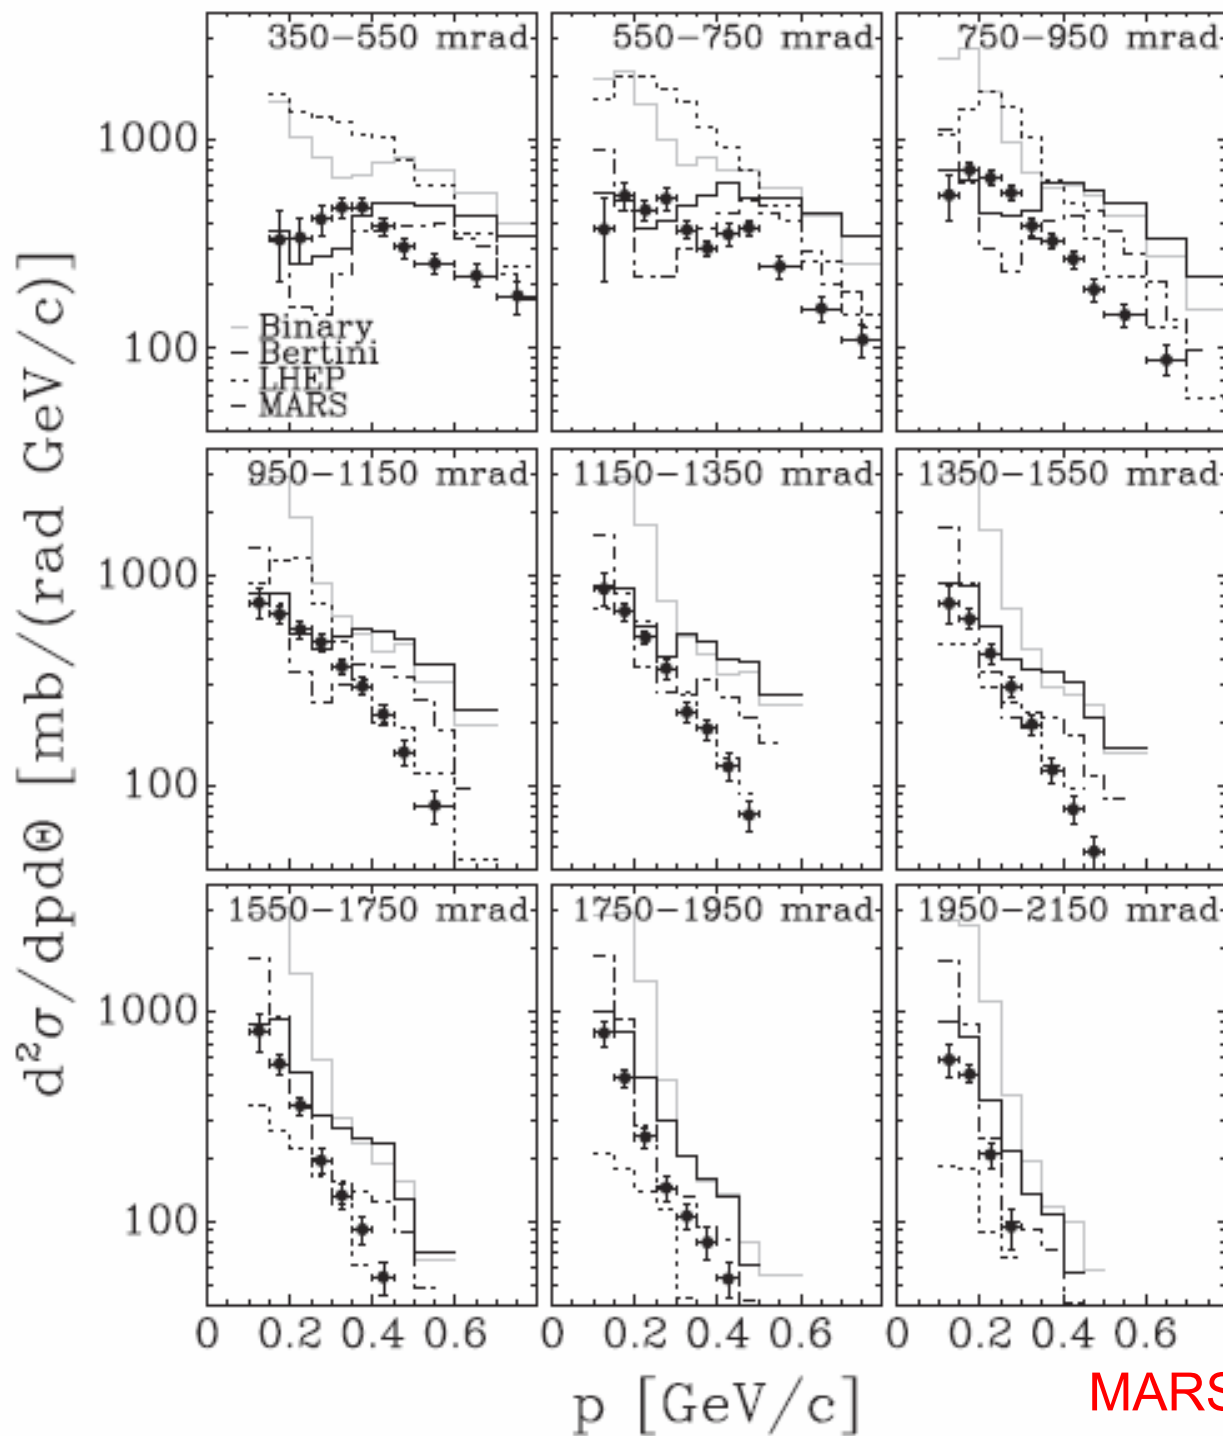 350-550 mrad 550-750 mrad 750-950 mrad
1000
100
Binary
Bertini
LHEP
MARS
950-1150 mrad 1150-1350 mrad 1350-1550 mrad
1000
100
1550-1750 mrad 1750-1950 mrad 1950-2150 mrad
1000
100
0 0.2 0.4 0.6 0 0.2 0.4 0.6 0 0.2 0.4 0.6
d²σ/dpdΘ [mb/(rad GeV/c)]
p [GeV/c]
MARS